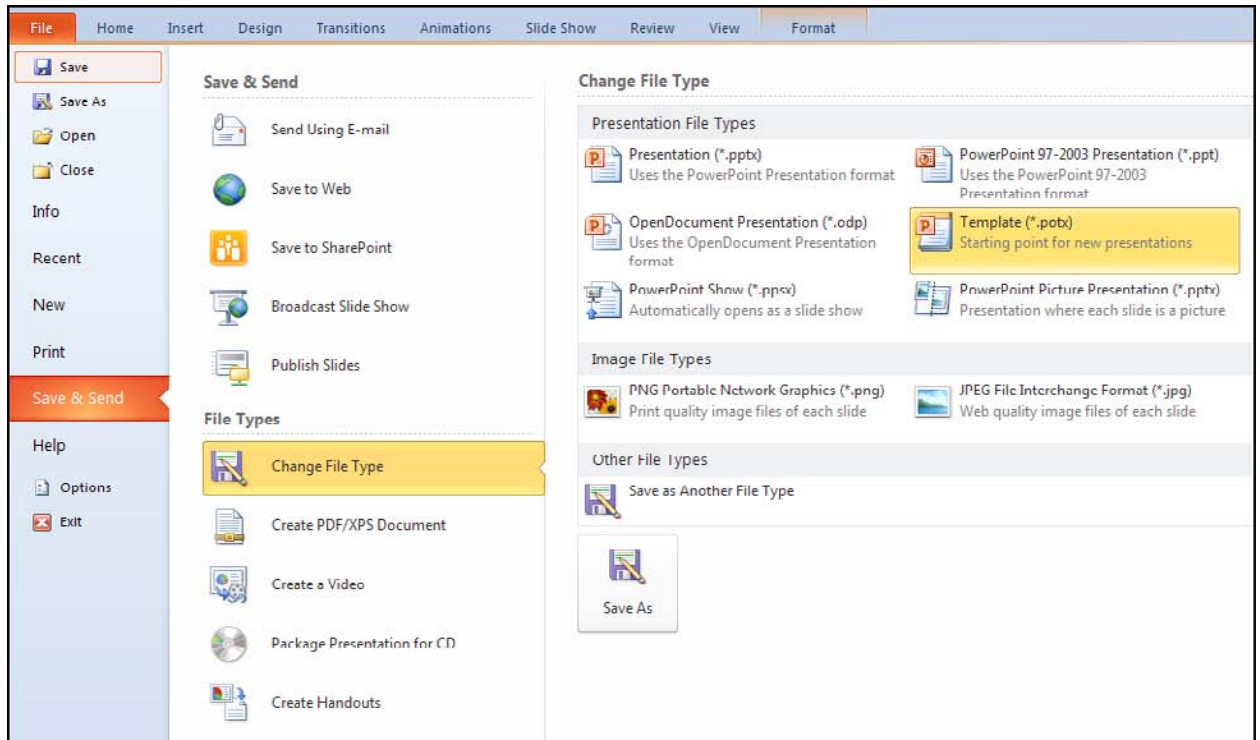 File Home Insert Design Transitions Animations Slide Show Review View Format
Save
Save As
Open
Close
Info
Recent
New
Print
Save & Send
Help
Options
Exit
Save & Send
Send Using E-mail
Save to Web
Save to SharePoint
Broadcast Slide Show
Publish Slides
File Types
Change File Type
Create PDF/XPS Document
Create a Video
Package Presentation for CD
Create Handouts
Change File Type
Presentation File Types
Presentation (*.pptx)
Uses the PowerPoint Presentation format
PowerPoint 97-2003 Presentation (*.ppt)
Uses the PowerPoint 97-2003
Presentation format
OpenDocument Presentation (*.odp)
Uses the OpenDocument Presentation
format
Template (*.potx)
Starting point for new presentations
PowerPoint Show (*.ppsx)
Automatically opens as a slide show
PowerPoint Picture Presentation (*.pptx)
Presentation where each slide is a picture
Image File Types
PNG Portable Network Graphics (*.png)
Print quality image files of each slide
JPEG File Interchange Format (*.jpg)
Web quality image files of each slide
Other File Types
Save as Another File Type
Save As